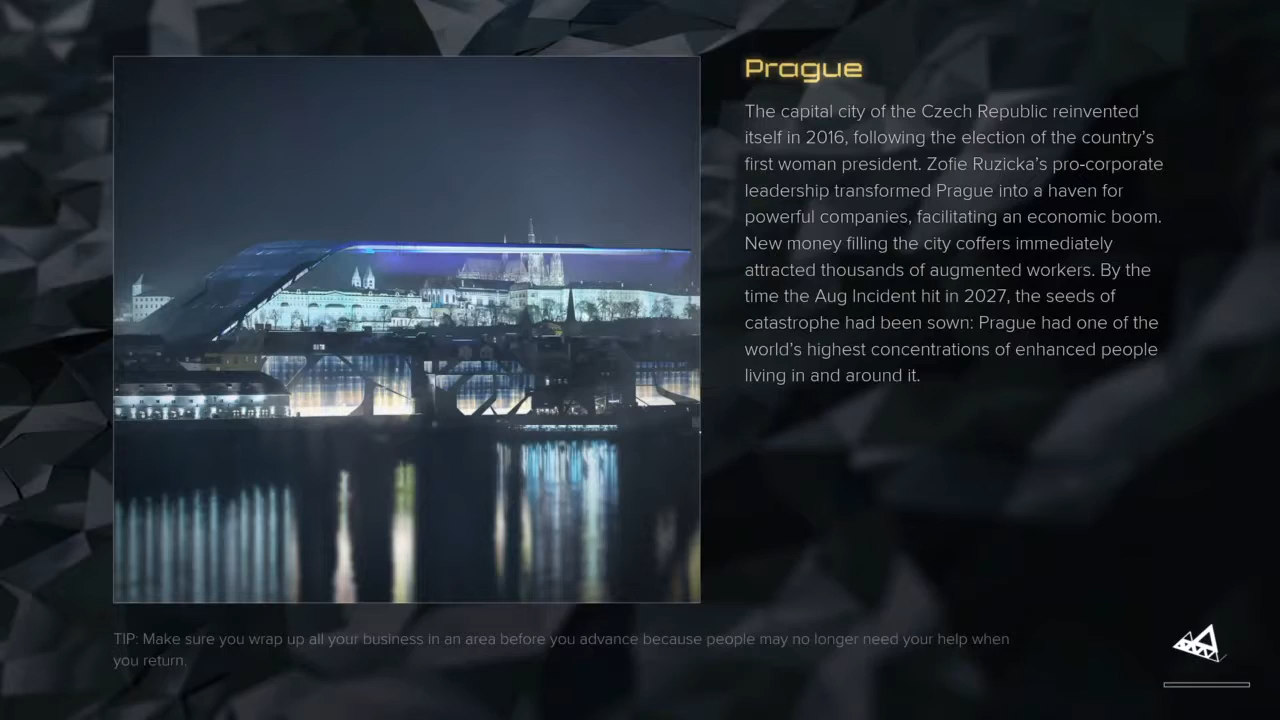 Prague
The capital city of the Czech Republic reinvented
itself in 2016, following the election of the country's
first woman president. Zofie Ruzicka's pro-corporate
leadership transformed Prague into a haven for
powerful companies, facilitating an economic boom.
New money filling the city coffers immediately
attracted thousands of augmented workers. By the
time the Aug Incident hit in 2027, the seeds of
catastrophe had been sown: Prague had one of the
world's highest concentrations of enhanced people
living in and around it.
TIP: Make sure you wrap up all your business in an area before you advance because people may no longer need your help when
you return.